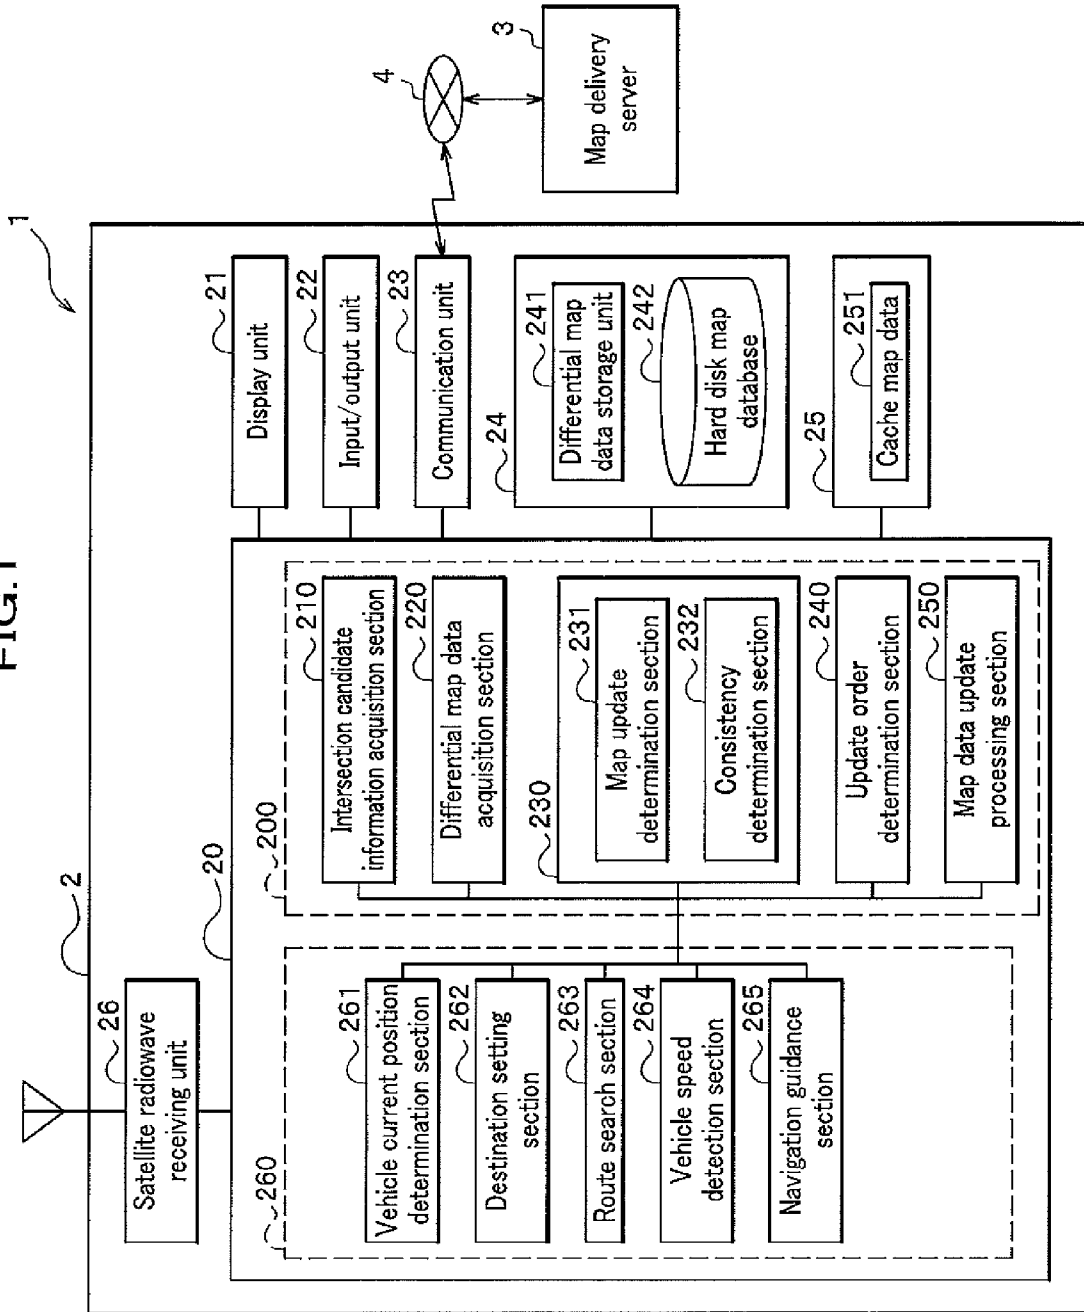 FIG.1
1
2
26
Satellite radiowave
receiving unit
20
260
261
Vehicle current position
determination section
262
Destination setting
section
263
Route search section
264
Vehicle speed
detection section
265
Navigation guidance
section
200
210
Intersection candidate
information acquisition section
220
Differential map data
acquisition section
230
231
Map update
determination section
232
Consistency
determination section
240
Update order
determination section
250
Map data update
processing section
21
Display unit
22
Input/output unit
23
Communication unit
24
241
Differential map
data storage unit
242
Hard disk map
database
25
251
Cache map data
4
3
Map delivery
server